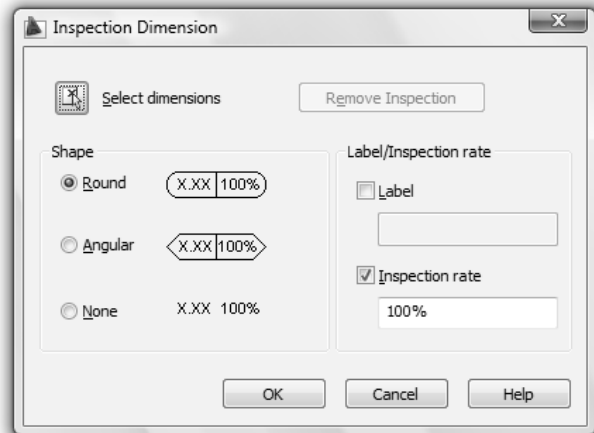 Inspection Dimension
Select dimensions
Remove Inspection
Shape
Round
X.XX 100%
Angular
X.XX 100%
None
X.XX 100%
Label/Inspection rate
Label
Inspection rate
100%
OK
Cancel
Help